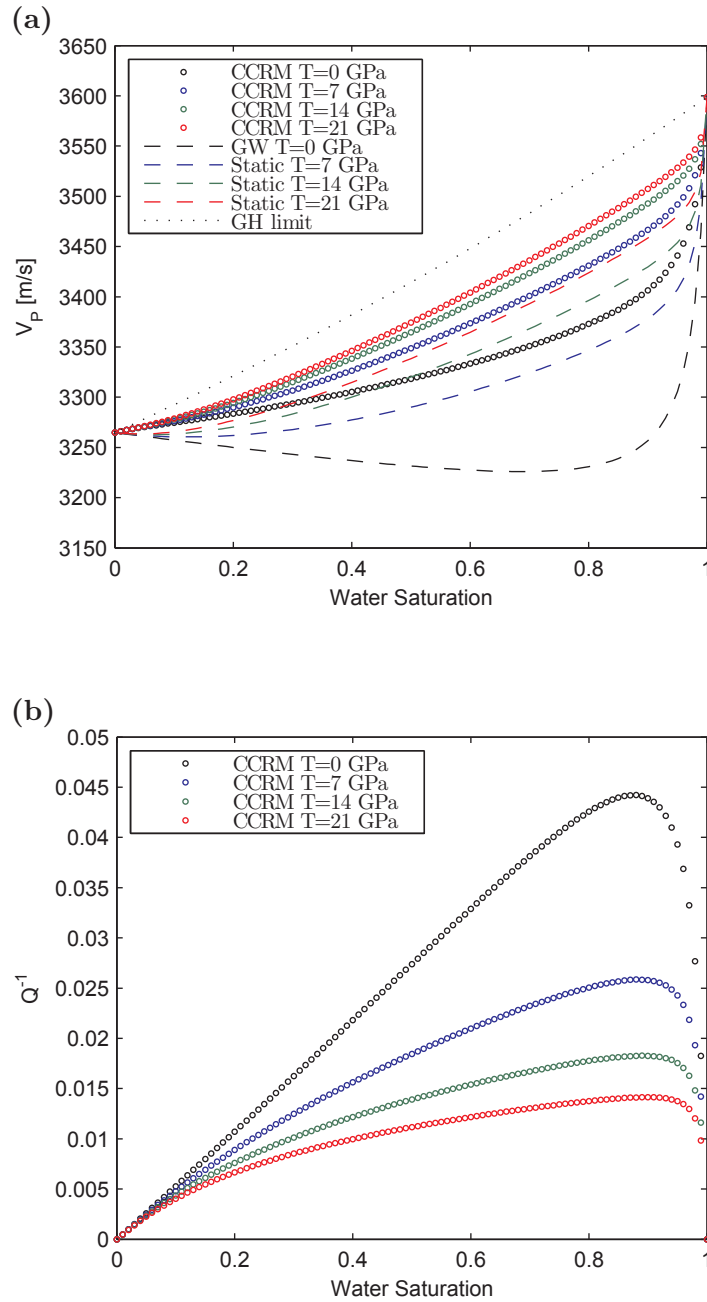 (a)
3650
3600
3550
3500
3450
3400
3350
3300
3250
3200
3150
V_P [m/s]
CCRM T=0 GPa
CCRM T=7 GPa
CCRM T=14 GPa
CCRM T=21 GPa
GW T=0 GPa
Static T=7 GPa
Static T=14 GPa
Static T=21 GPa
GH limit
0 0.2 0.4 0.6 0.8 1
Water Saturation
(b)
0.05
0.045
0.04
0.035
0.03
0.025
0.02
0.015
0.01
0.005
0
Q^-1
CCRM T=0 GPa
CCRM T=7 GPa
CCRM T=14 GPa
CCRM T=21 GPa
0 0.2 0.4 0.6 0.8 1
Water Saturation